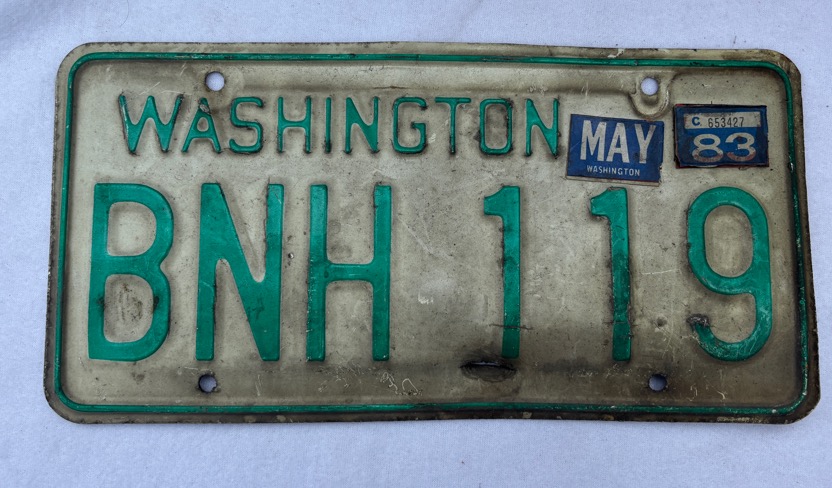 WASHINGTON
MAY
WASHINGTON
C 653427
83
BNH 119